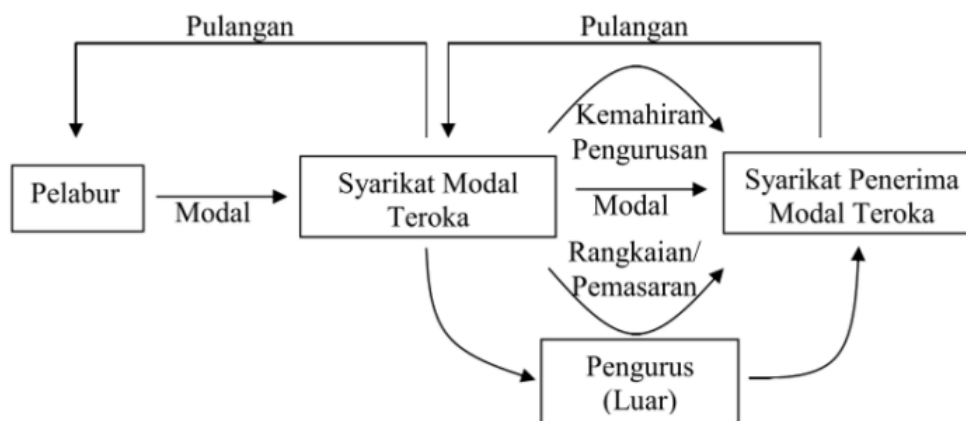 Pulangan
Pulangan
Kemahiran
Pengurusan
Pelabur
Modal
Syarikat Modal
Teroka
Modal
Syarikat Penerima
Modal Teroka
Rangkaian/
Pemasaran
Pengurus
(Luar)